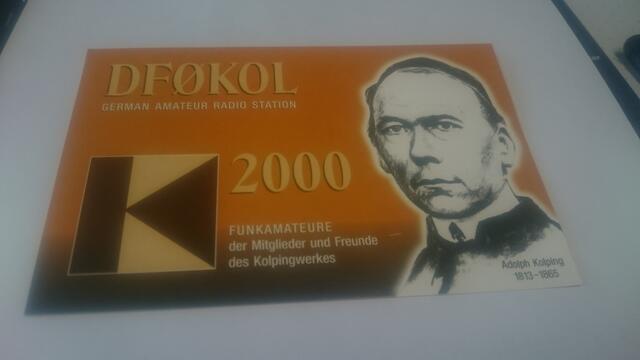 DFØKOL
GERMAN AMATEUR RADIO STATION
2000
FUNKAMATEURE
der Mitglieder und Freunde
des Kolpingwerkes
Adolph Kolping
1813-1865